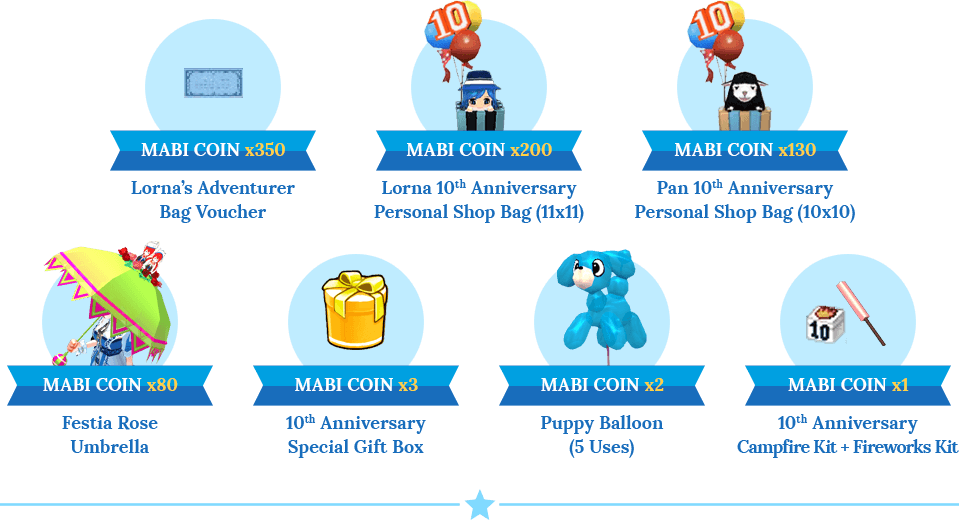 10
10
MABI COIN x350
MABI COIN x200
MABI COIN x130
Lorna's Adventurer
Bag Voucher
Lorna 10th Anniversary
Personal Shop Bag (11x11)
Pan 10th Anniversary
Personal Shop Bag (10x10)
10
MABI COIN x80
MABI COIN x3
MABI COIN x2
MABI COIN x1
Festia Rose
Umbrella
10th Anniversary
Special Gift Box
Puppy Balloon
(5 Uses)
10th Anniversary
Campfire Kit + Fireworks Kit